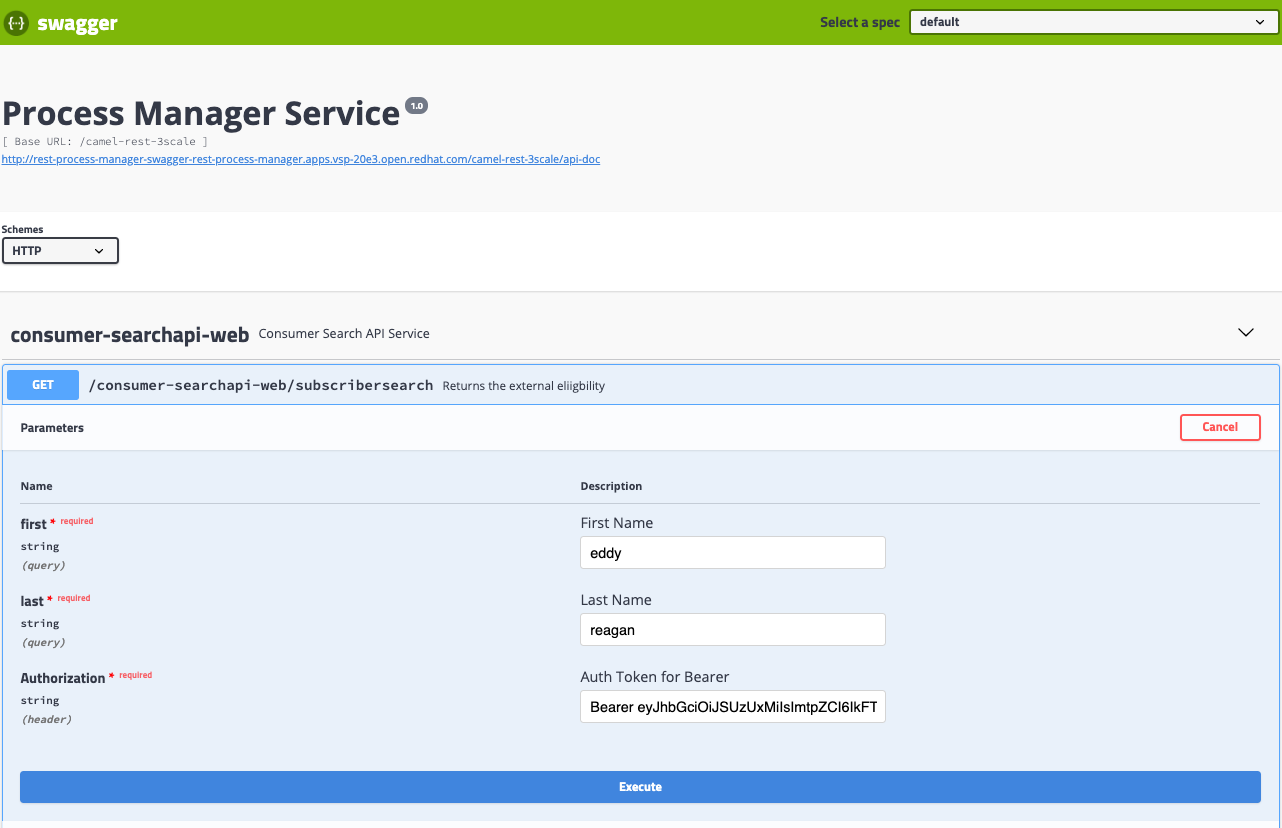 {···} swagger
Select a spec default
Process Manager Service 1.0
[ Base URL: /camel-rest-3scale ]
http://rest-process-manager-swagger-rest-process-manager.apps.vsp-20e3.open.redhat.com/camel-rest-3scale/api-doc
Schemes
HTTP
consumer-searchapi-web Consumer Search API Service
GET /consumer-searchapi-web/subscribersearch Returns the external eliigbility
Parameters Cancel
Name Description
first * required First Name
string eddy
(query)
last * required Last Name
string reagan
(query)
Authorization * required Auth Token for Bearer
string Bearer eyJhbGciOiJSUzUxMiIsImtpZCI6IkFT
(header)
Execute